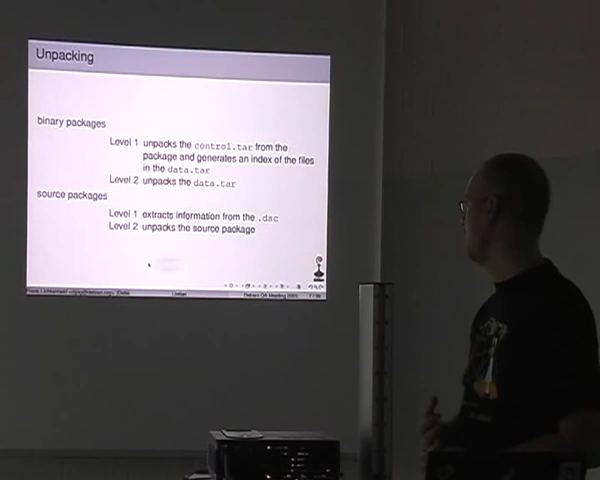 Unpacking
binary packages
Level 1 unpacks the control.tar from the
package and generates an index of the files
in the data.tar
Level 2 unpacks the data.tar
source packages
Level 1 extracts information from the .dsc
Level 2 unpacks the source package
Lintian
Debian QA Meeting 2005